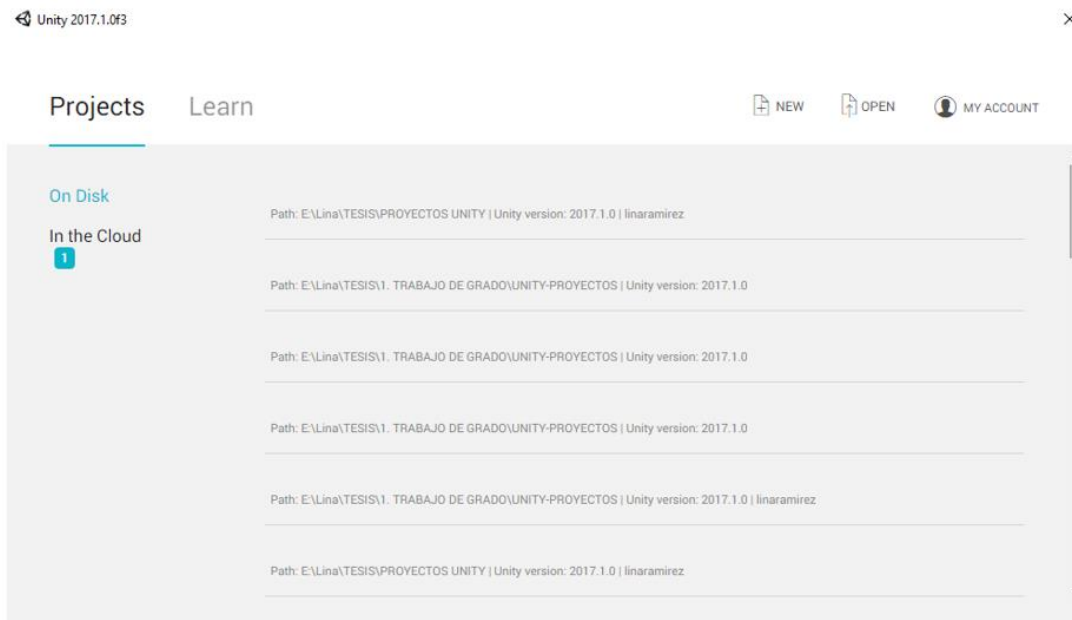 Unity 2017.1.0f3
Projects
Learn
NEW
OPEN
MY ACCOUNT
On Disk
In the Cloud
1
Path: E:\Lina\TESIS\PROYECTOS UNITY | Unity version: 2017.1.0 | linaramirez
Path: E:\Lina\TESIS\1. TRABAJO DE GRADO\UNITY-PROYECTOS | Unity version: 2017.1.0
Path: E:\Lina\TESIS\1. TRABAJO DE GRADO\UNITY-PROYECTOS | Unity version: 2017.1.0
Path: E:\Lina\TESIS\1. TRABAJO DE GRADO\UNITY-PROYECTOS | Unity version: 2017.1.0
Path: E:\Lina\TESIS\1. TRABAJO DE GRADO\UNITY-PROYECTOS | Unity version: 2017.1.0 | linaramirez
Path: E:\Lina\TESIS\PROYECTOS UNITY | Unity version: 2017.1.0 | linaramirez